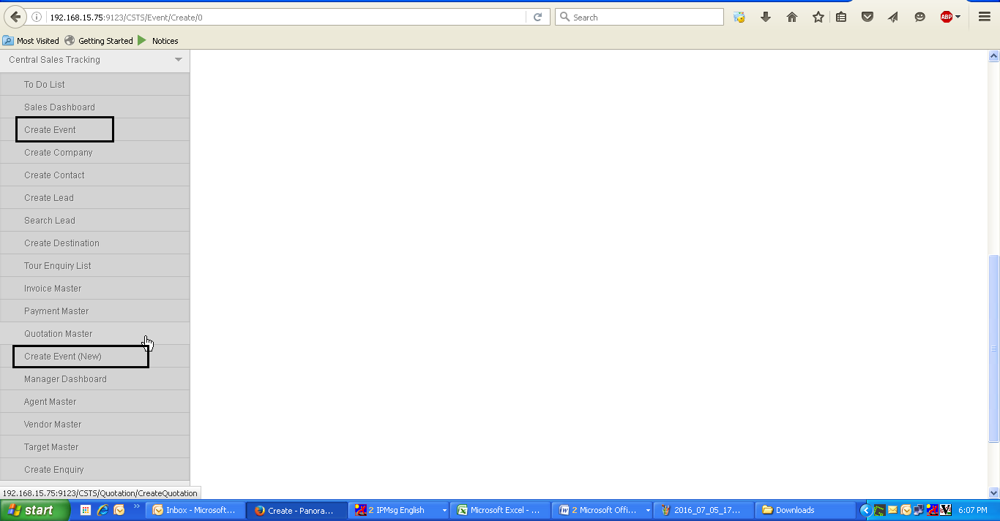 192.168.15.75:9123/CSTS/Event/Create/0
Search
ABP
Most Visited
Getting Started
Notices
Central Sales Tracking
To Do List
Sales Dashboard
Create Event
Create Company
Create Contact
Create Lead
Search Lead
Create Destination
Tour Enquiry List
Invoice Master
Payment Master
Quotation Master
Create Event (New)
Manager Dashboard
Agent Master
Vendor Master
Target Master
Create Enquiry
192.168.15.75:9123/CSTS/Quotation/CreateQuotation
start
Inbox - Microsoft...
Create - Panora...
2 IPMsg English
Microsoft Excel - ...
2 Microsoft Offi...
2016_07_05_17...
Downloads
6:07 PM